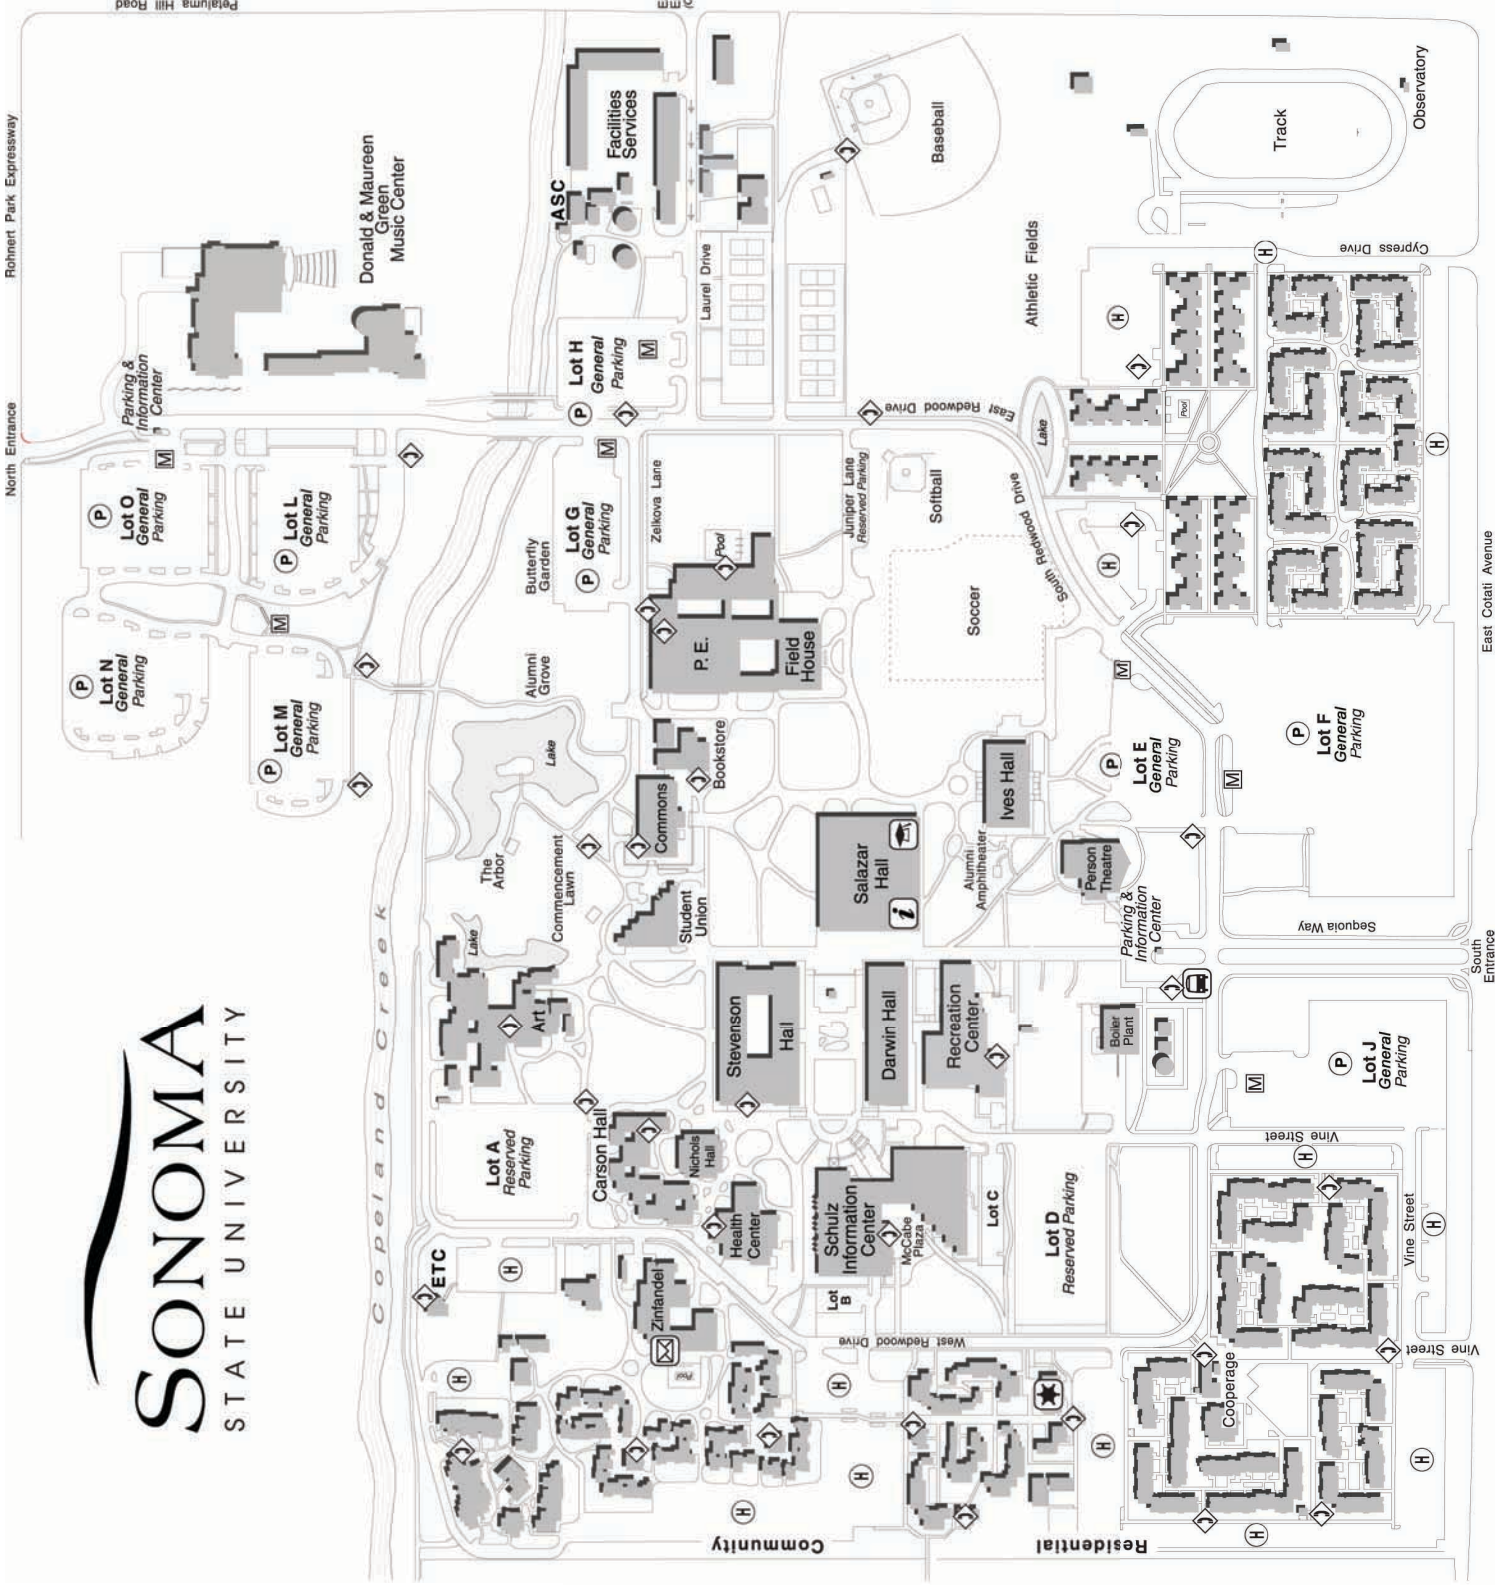 SONOMA
STATE UNIVERSITY
Petaluma Hill Road
Rohnert Park Expressway
North Entrance
Parking &
Information
Center
Donald & Maureen
Green
Music Center
Lot O
General
Parking
P
M
Lot L
General
Parking
P
Lot N
General
Parking
P
Lot M
General
Parking
P
M
Copeland Creek
Facilities
Services
ASC
Laurel Drive
Lot H
General
Parking
P
M
Lot G
General
Parking
P
M
Butterfly
Garden
Alumni
Grove
Zelkova Lane
Pool
P. E.
Field
House
Juniper Lane
Reserved Parking
Baseball
Softball
Soccer
East Redwood Drive
South Redwood Drive
Athletic Fields
Track
Observatory
Cypress Drive
Lake
Pool
H
H
H
H
East Cotati Avenue
Lake
The
Arbor
Commencement
Lawn
Lake
Commons
Bookstore
Student
Union
Salazar
Hall
i
Ives Hall
Alumni
Amphitheater
Person
Theatre
Lot E
General
Parking
P
M
M
Lot F
General
Parking
P
Parking &
Information
Center
Sequoia Way
South
Entrance
Art
Stevenson
Hall
Darwin Hall
Recreation
Center
Boiler
Plant
Lot J
General
Parking
P
M
Lot A
Reserved
Parking
Carson Hall
Nichols
Hall
Health
Center
Schulz
Information
Center
McCabe
Plaza
Lot C
Lot B
Lot D
Reserved Parking
Vine Street
H
Vine Street
H
Vine Street
ETC
H
Zinfandel
Pool
West Redwood Drive
H
H
H
H
H
H
H
Cooperage
Residential
Community